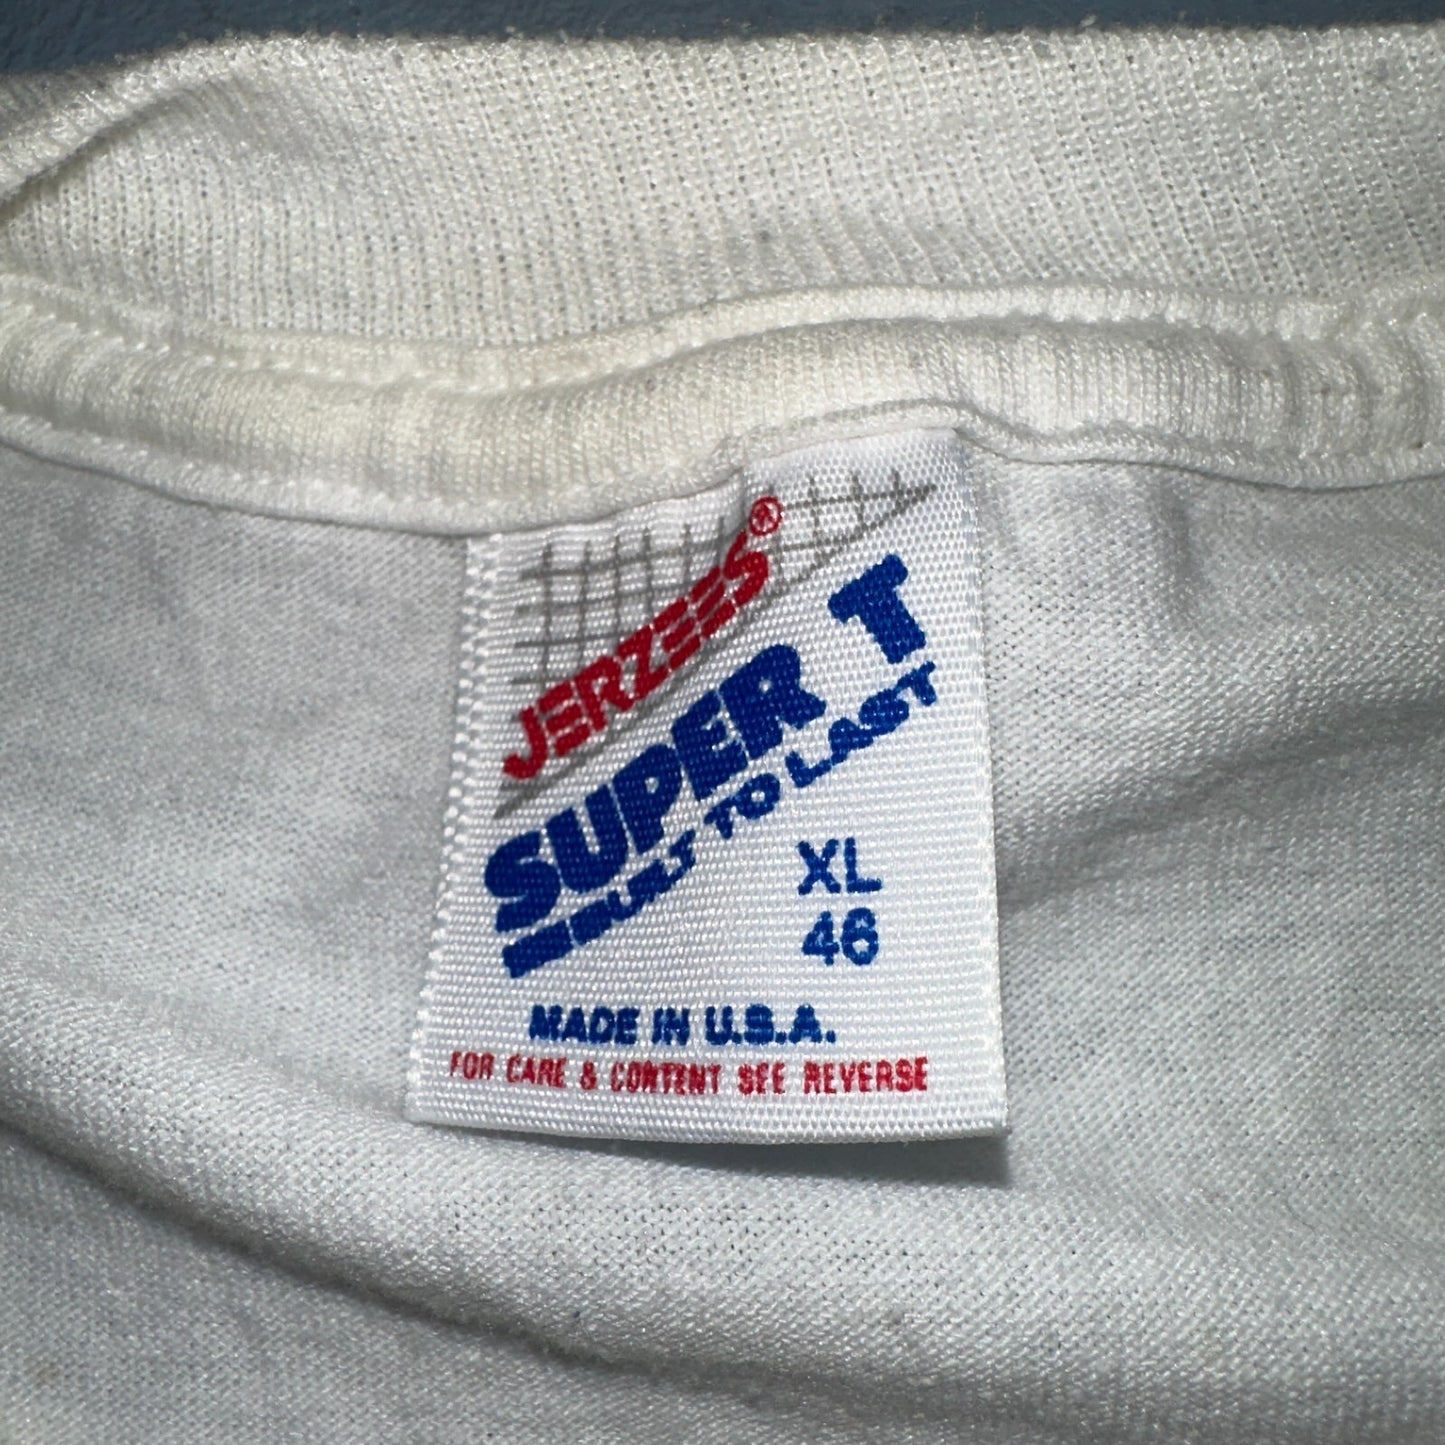 JERZEES®
SUPER T
BUILT TO LAST
XL
46
MADE IN U.S.A.
FOR CARE & CONTENT SEE REVERSE